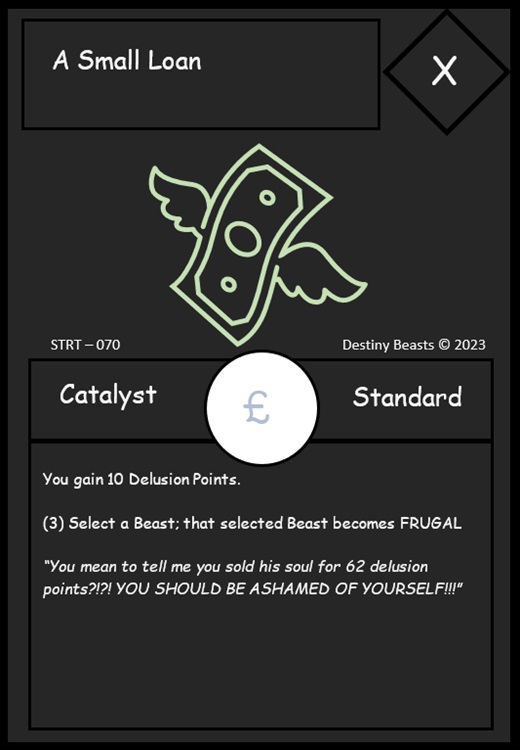 A Small Loan
X
STRT – 070
Destiny Beasts © 2023
Catalyst
£
Standard
You gain 10 Delusion Points.
(3) Select a Beast; that selected Beast becomes FRUGAL
"You mean to tell me you sold his soul for 62 delusion
points?!?! YOU SHOULD BE ASHAMED OF YOURSELF!!!"